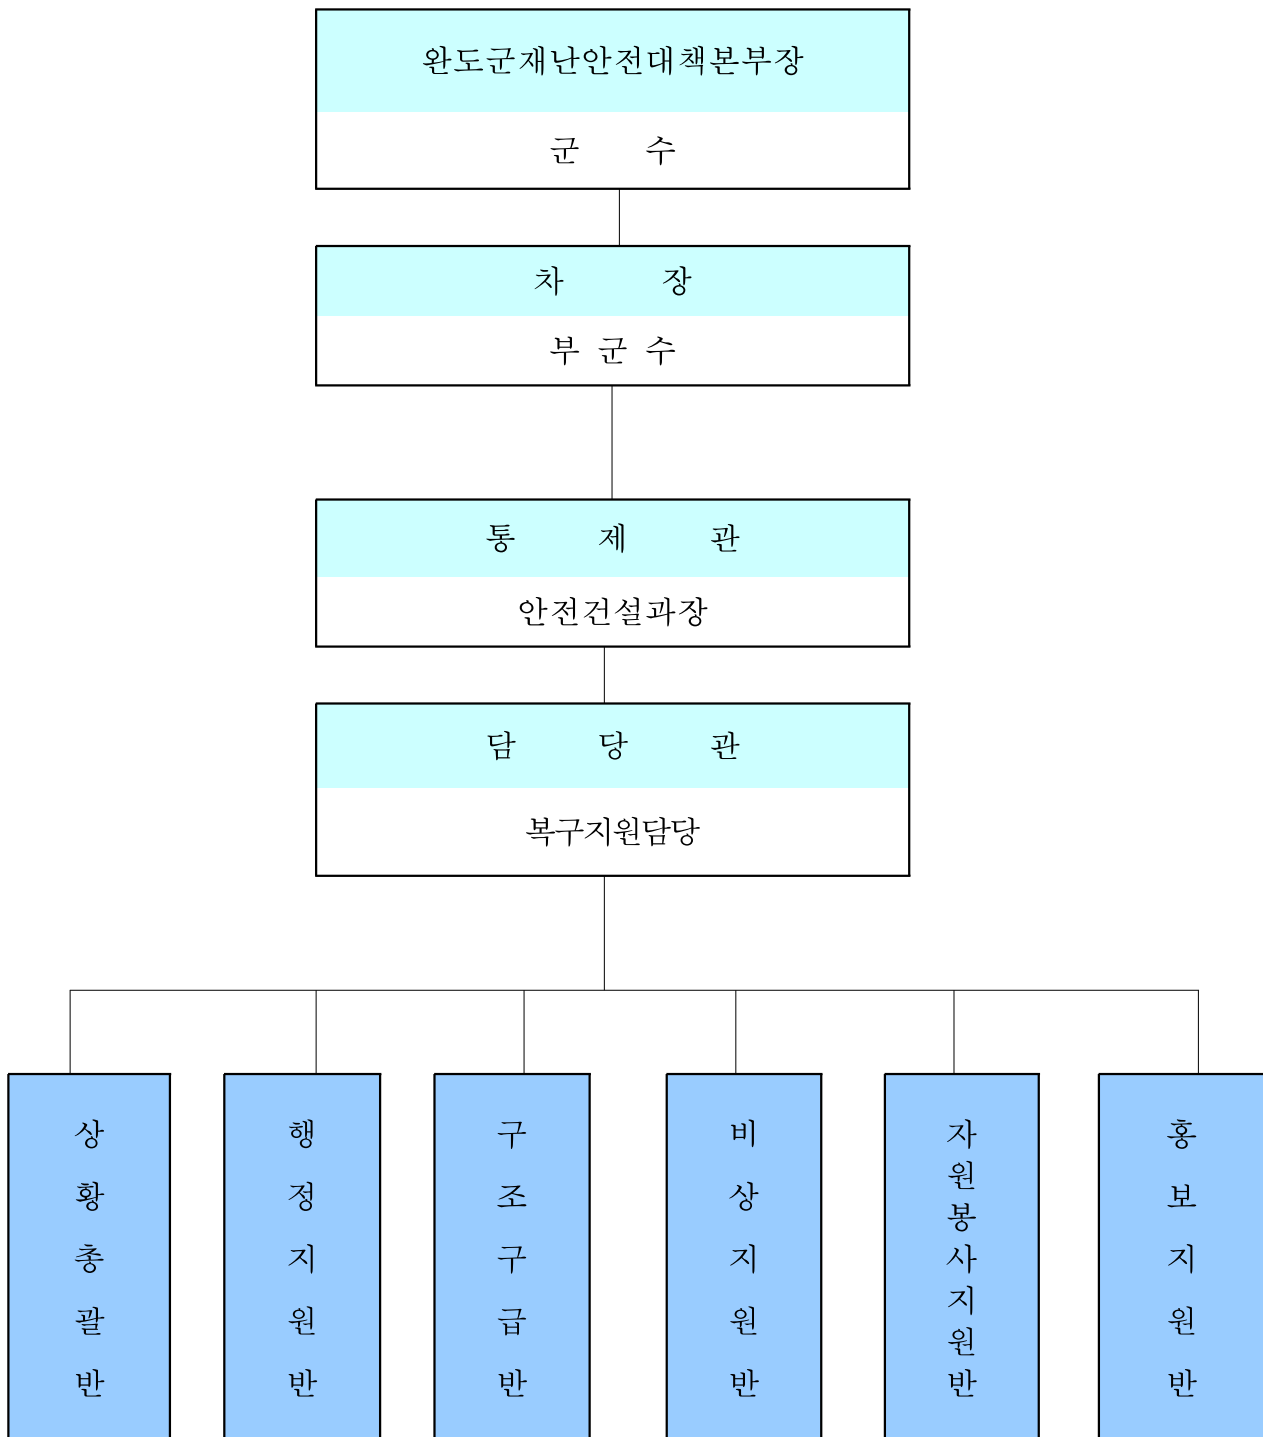 완도군재난안전대책본부장
군 수
차 장
부 군 수
통 제 관
안전건설과장
담 당 관
복구지원담당
상황총괄반
행정지원반
구조구급반
비상지원반
자원봉사지원반
홍보지원반